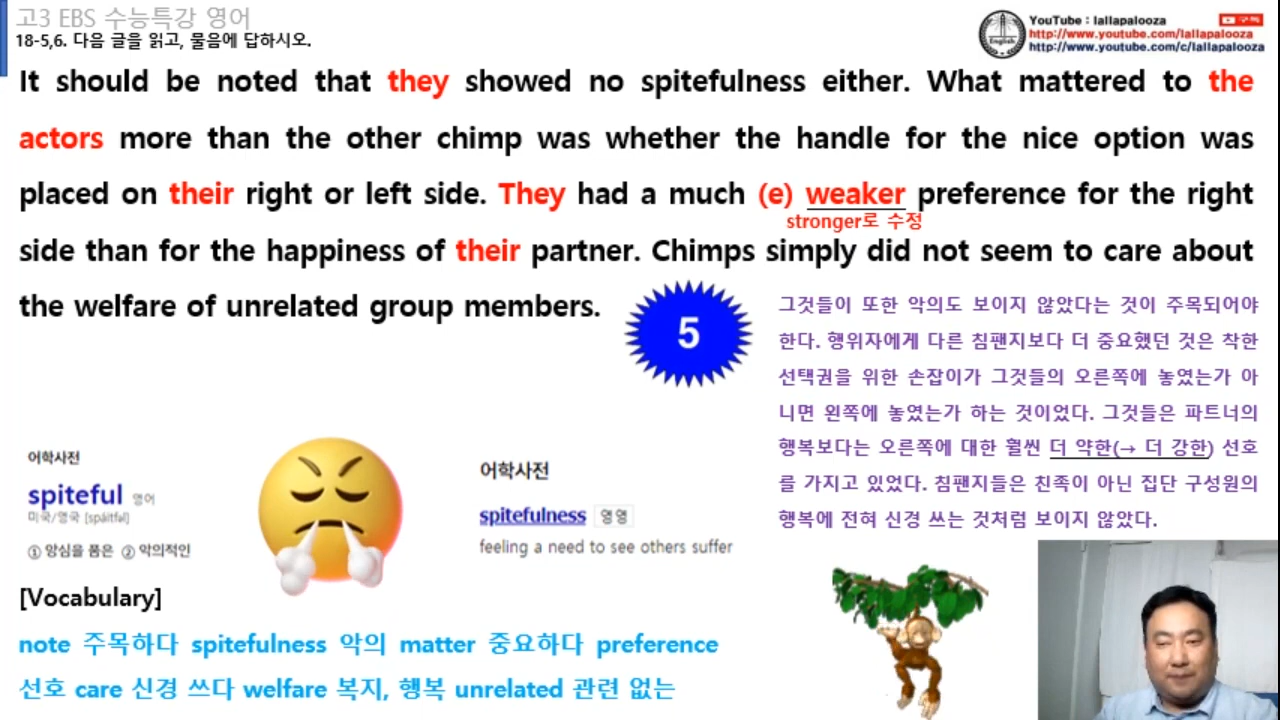 고3 EBS 수능특강 영어
18-5,6. 다음 글을 읽고, 물음에 답하시오.
YouTube : lallapalooza
구독
http://www.youtube.com/lallapalooza
http://www.youtube.com/c/lallapalooza
English
It should be noted that they showed no spitefulness either. What mattered to the
actors more than the other chimp was whether the handle for the nice option was
placed on their right or left side. They had a much (e) weaker preference for the right
stronger로 수정
side than for the happiness of their partner. Chimps simply did not seem to care about
the welfare of unrelated group members.
5
그것들이 또한 악의도 보이지 않았다는 것이 주목되어야
한다. 행위자에게 다른 침팬지보다 더 중요했던 것은 착한
선택권을 위한 손잡이가 그것들의 오른쪽에 놓였는가 아
니면 왼쪽에 놓였는가 하는 것이었다. 그것들은 파트너의
행복보다는 오른쪽에 대한 훨씬 더 약한(→ 더 강한) 선호
를 가지고 있었다. 침팬지들은 친족이 아닌 집단 구성원의
행복에 전혀 신경 쓰는 것처럼 보이지 않았다.
어학사전
spiteful 영어
미국/영국 [spáitfəl]
① 앙심을 품은 ② 악의적인
어학사전
spitefulness 영영
feeling a need to see others suffer
[Vocabulary]
note 주목하다 spitefulness 악의 matter 중요하다 preference
선호 care 신경 쓰다 welfare 복지, 행복 unrelated 관련 없는